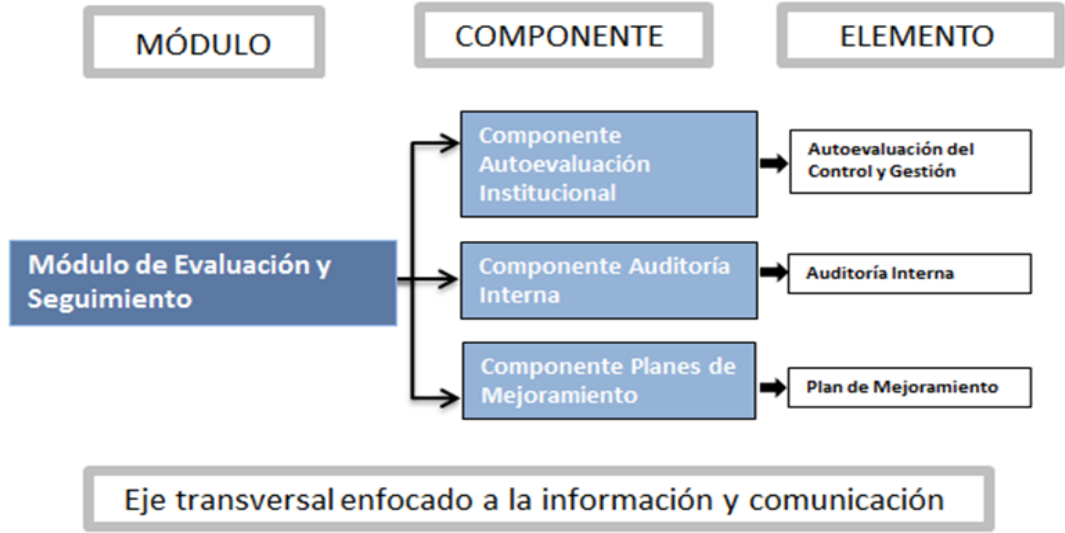 MÓDULO
COMPONENTE
ELEMENTO
Módulo de Evaluación y
Seguimiento
Componente
Autoevaluación
Institucional
Autoevaluación del
Control y Gestión
Componente Auditoría
Interna
Auditoría Interna
Componente Planes de
Mejoramiento
Plan de Mejoramiento
Eje transversal enfocado a la información y comunicación